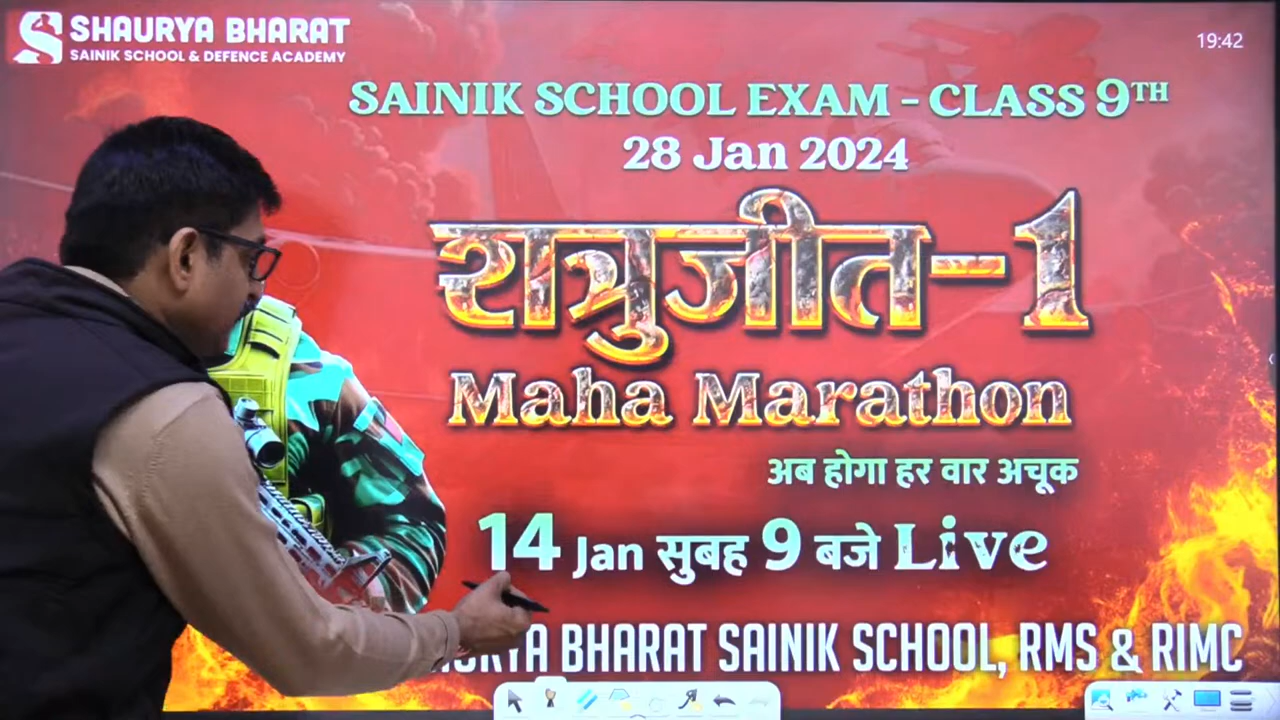 SHAURYA BHARAT
SAINIK SCHOOL & DEFENCE ACADEMY
19:42
SAINIK SCHOOL EXAM - CLASS 9TH
28 Jan 2024
शत्रुजीत-1
Maha Marathon
अब होगा हर वार अचूक
14 Jan सुबह 9 बजे Live
BHARAT SAINIK SCHOOL, RMS & RIMC